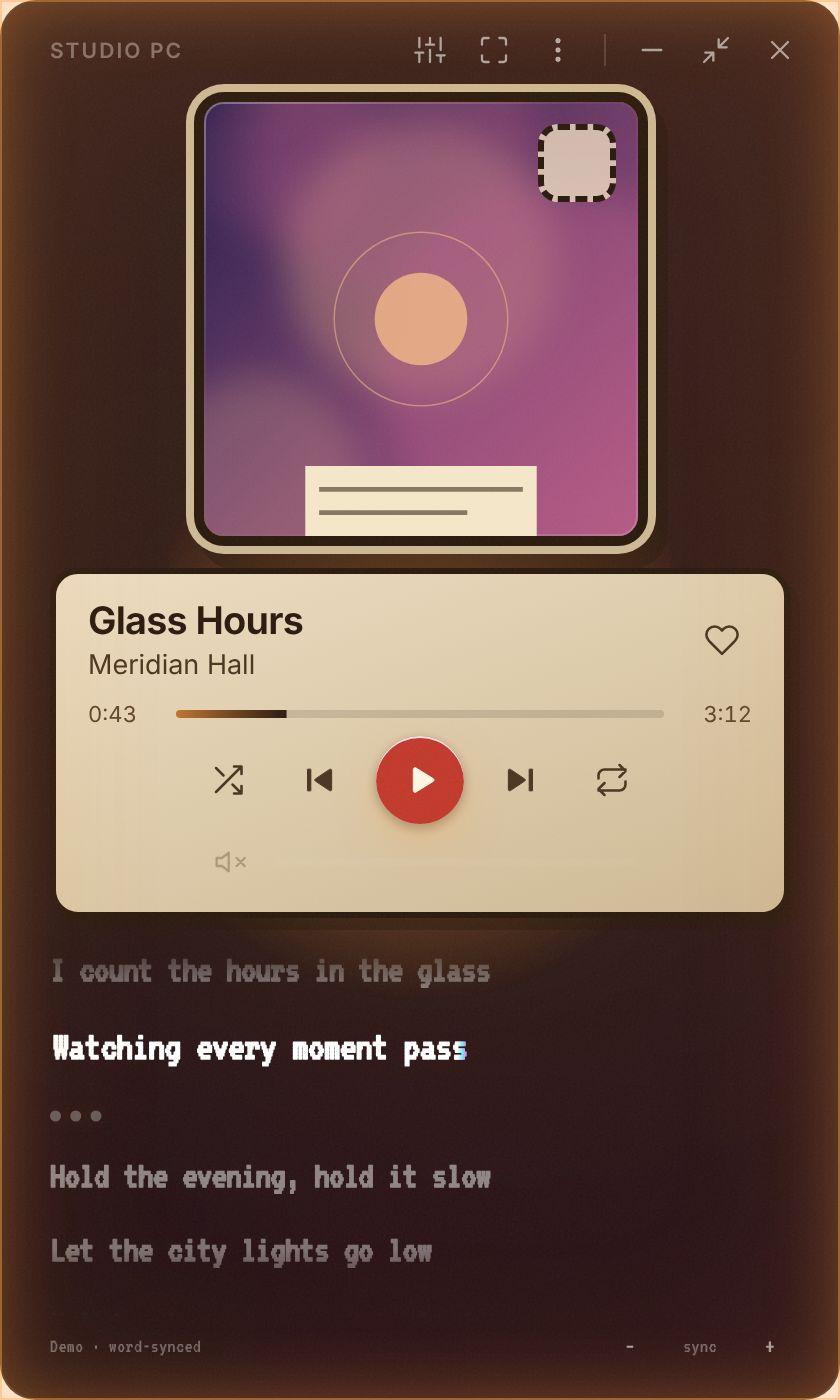 STUDIO PC
Glass Hours
Meridian Hall
0:43 3:12
I count the hours in the glass
Watching every moment pass
●●●
Hold the evening, hold it slow
Let the city lights go low
Demo · word-synced - sync +